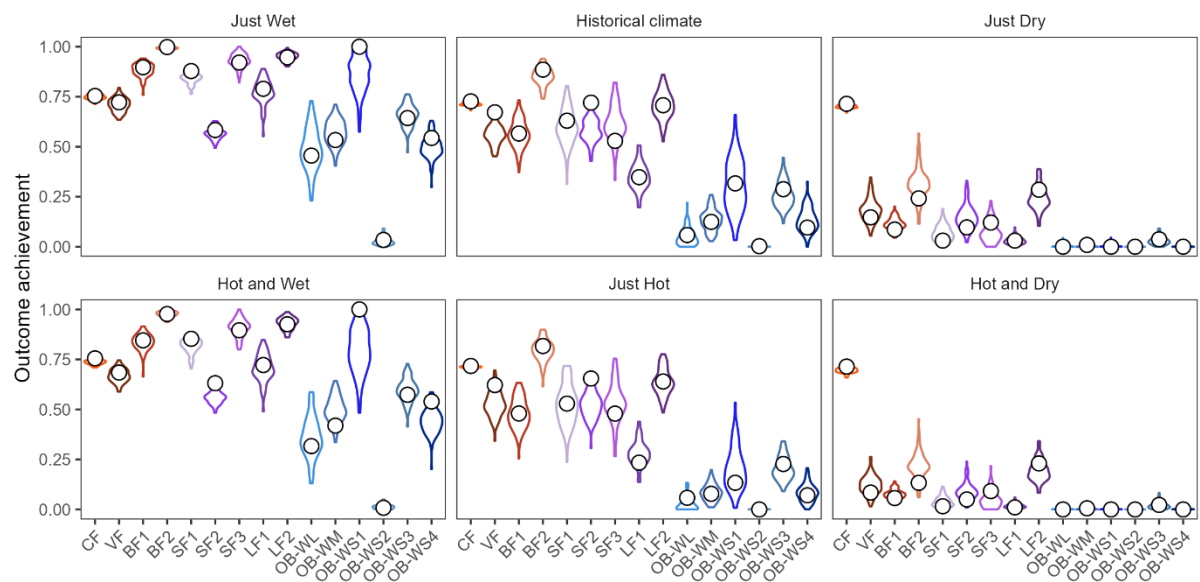 Just Wet
Historical climate
Just Dry
1.00
0.75
0.50
0.25
0.00
Hot and Wet
Just Hot
Hot and Dry
1.00
0.75
0.50
0.25
0.00
Outcome achievement
CF VF BF1 BF2 SF1 SF2 SF3 LF1 LF2 OB-WL OB-WM OB-WS1 OB-WS2 OB-WS3 OB-WS4
CF VF BF1 BF2 SF1 SF2 SF3 LF1 LF2 OB-WL OB-WM OB-WS1 OB-WS2 OB-WS3 OB-WS4
CF VF BF1 BF2 SF1 SF2 SF3 LF1 LF2 OB-WL OB-WM OB-WS1 OB-WS2 OB-WS3 OB-WS4